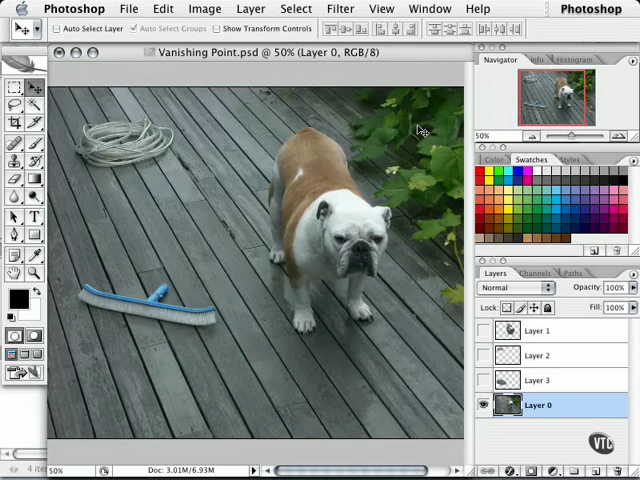 Photoshop File Edit Image Layer Select Filter View Window Help Photoshop
Auto Select Layer Auto Select Groups Show Transform Controls
Vanishing Point.psd @ 50% (Layer 0, RGB/8)
Navigator Info Histogram
50%
Color Swatches Styles
Layers Channels Paths
Normal Opacity: 100%
Lock: Fill: 100%
Layer 1
Layer 2
Layer 3
Layer 0
VTC
4 ite
50% Doc: 3.01M/6.93M